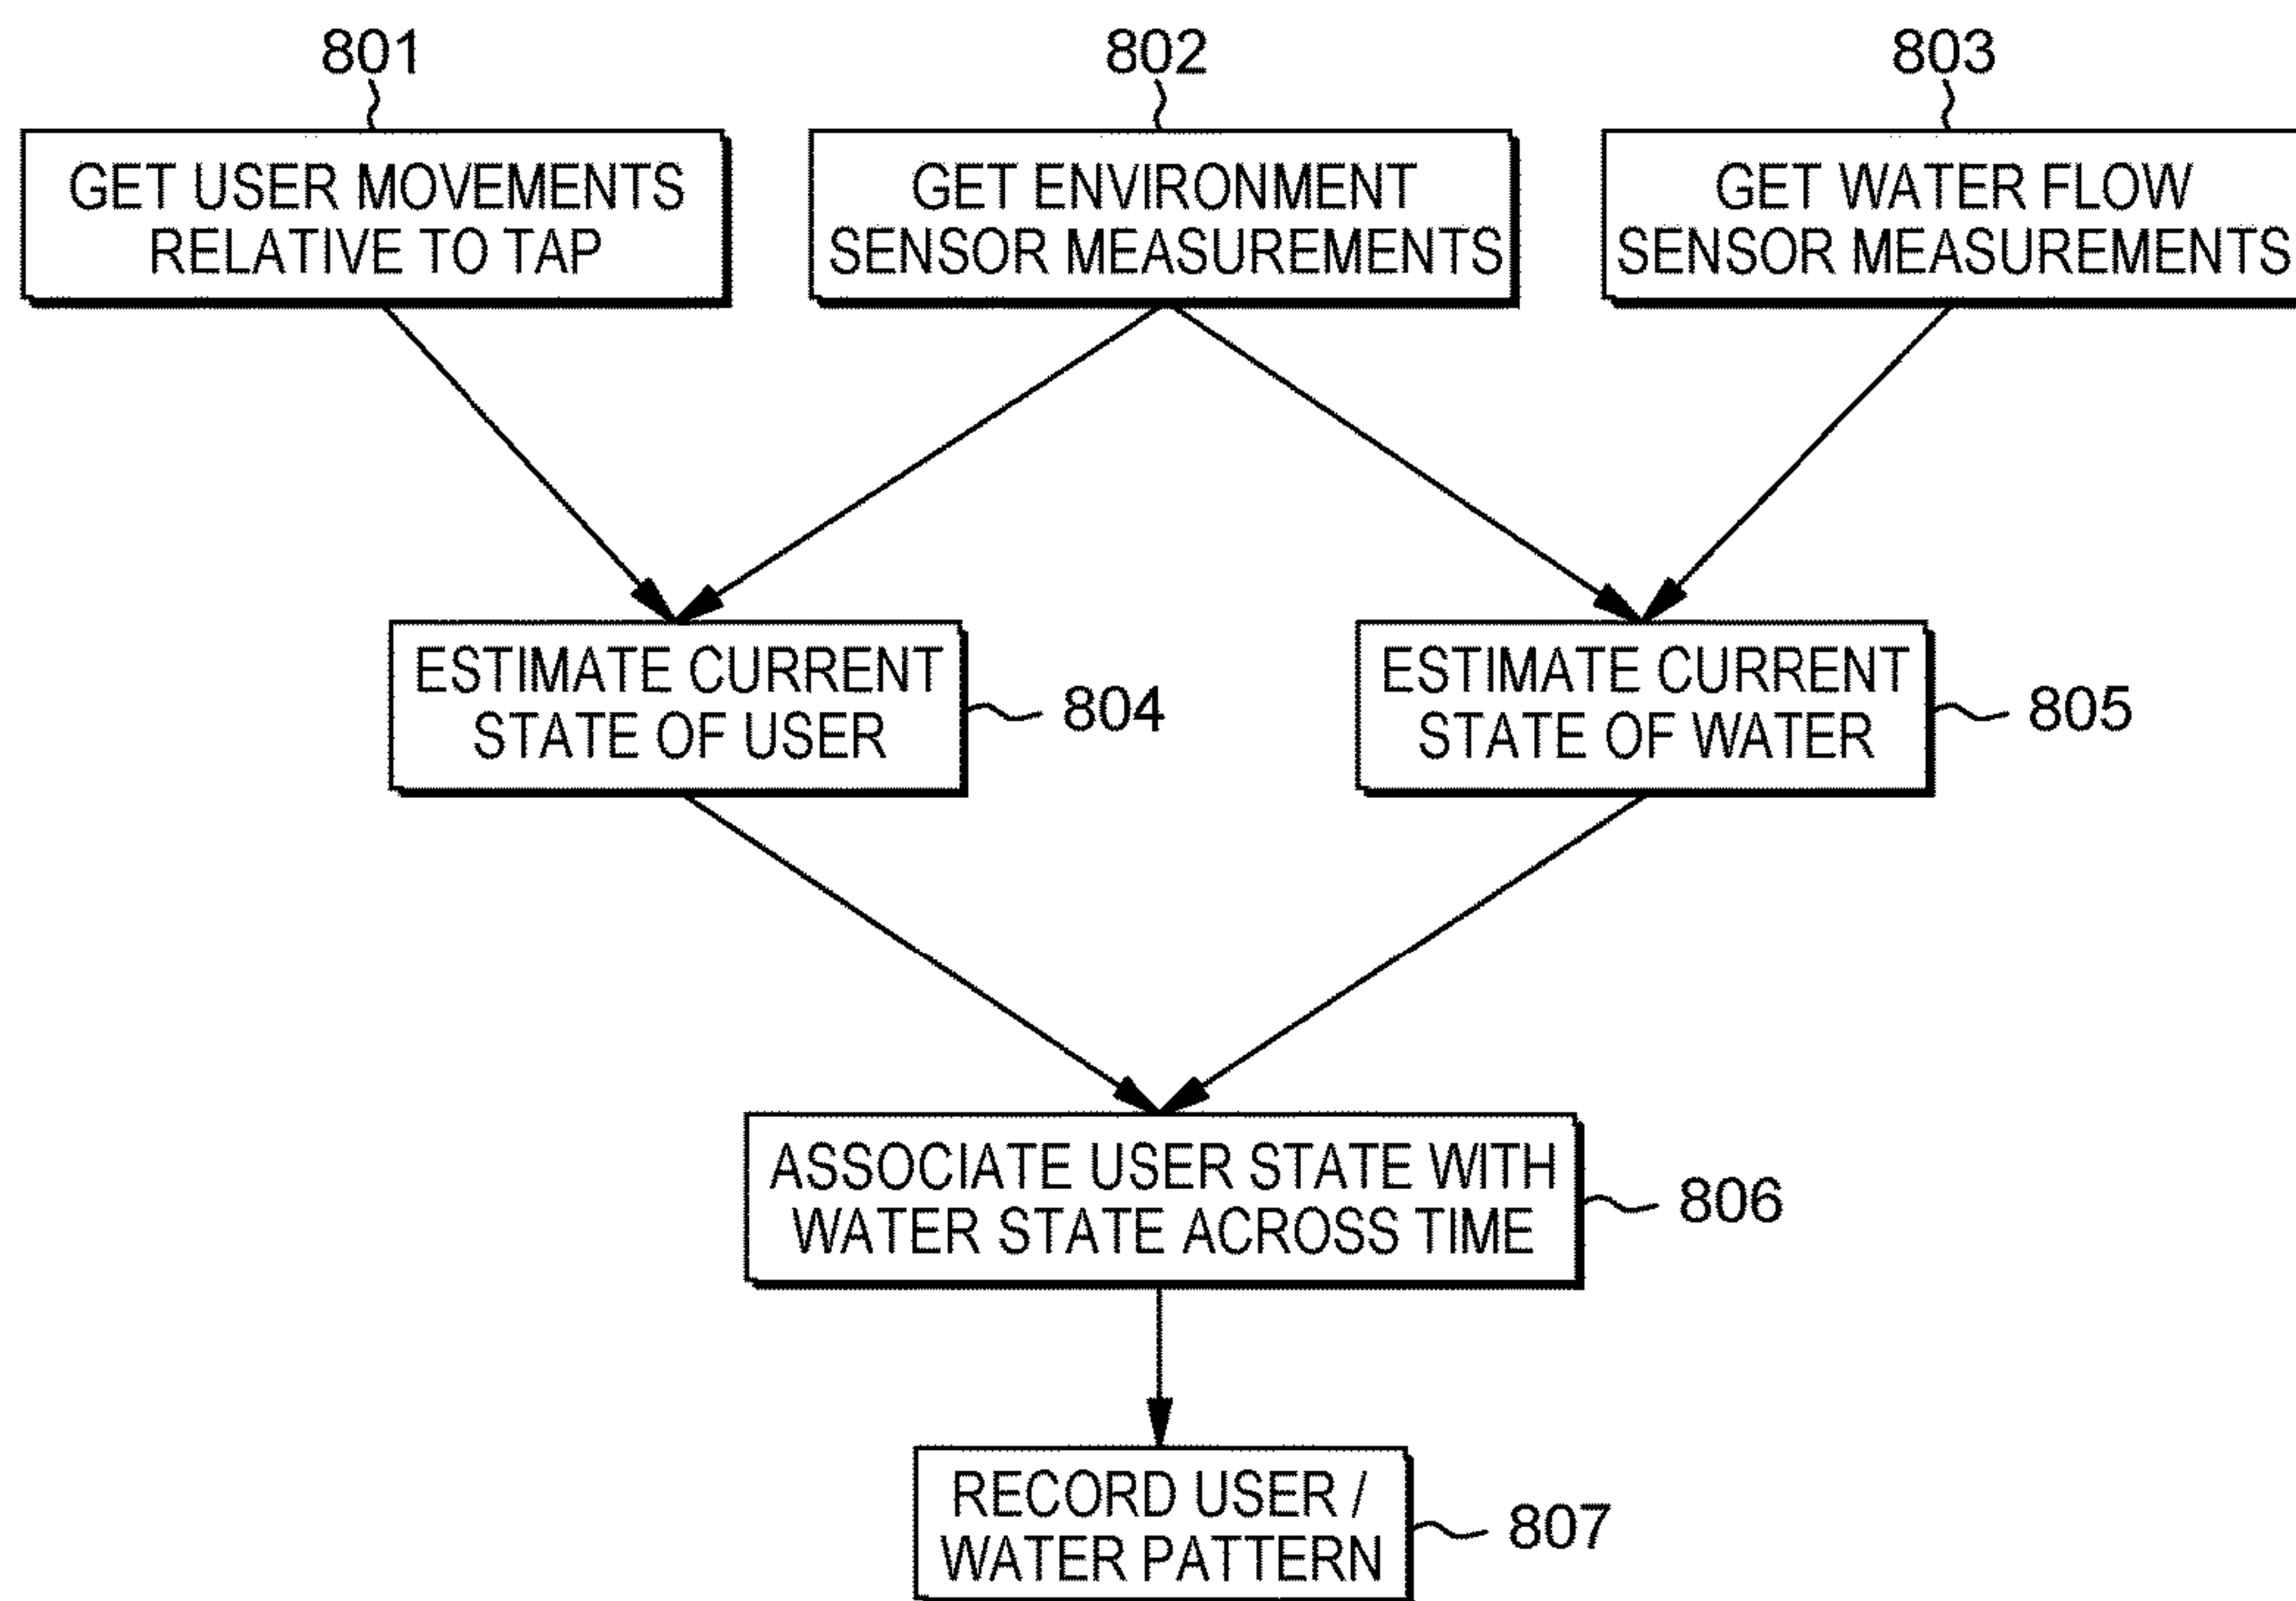 801
802
803
GET USER MOVEMENTS
RELATIVE TO TAP
GET ENVIRONMENT
SENSOR MEASUREMENTS
GET WATER FLOW
SENSOR MEASUREMENTS
ESTIMATE CURRENT
STATE OF USER
804
ESTIMATE CURRENT
STATE OF WATER
805
ASSOCIATE USER STATE WITH
WATER STATE ACROSS TIME
806
RECORD USER /
WATER PATTERN
807